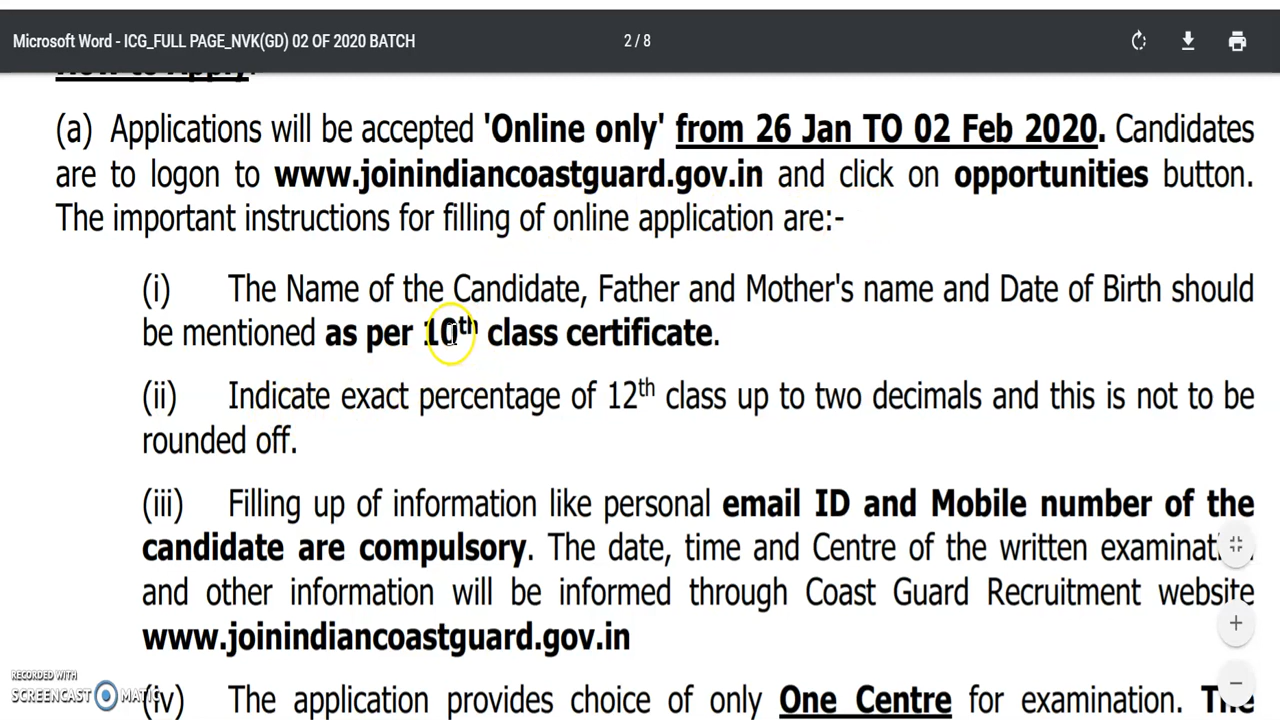 Microsoft Word - ICG_FULL PAGE_NVK(GD) 02 OF 2020 BATCH 2 / 8
How to Apply:
(a) Applications will be accepted 'Online only' from 26 Jan TO 02 Feb 2020. Candidates
are to logon to www.joinindiancoastguard.gov.in and click on opportunities button.
The important instructions for filling of online application are:-
(i) The Name of the Candidate, Father and Mother's name and Date of Birth should
be mentioned as per 10th class certificate.
(ii) Indicate exact percentage of 12th class up to two decimals and this is not to be
rounded off.
(iii) Filling up of information like personal email ID and Mobile number of the
candidate are compulsory. The date, time and Centre of the written
and other information will be informed through Coast Guard Recruitment website
www.joinindiancoastguard.gov.in
RECORDED WITH
SCREENCAST MATIC
(iv) The application provides choice of only One Centre for examination. The